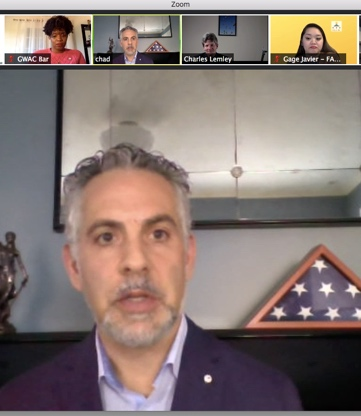 Zoom
GWAC Bar
chad
Charles Lemley
Gage Javier – FA...